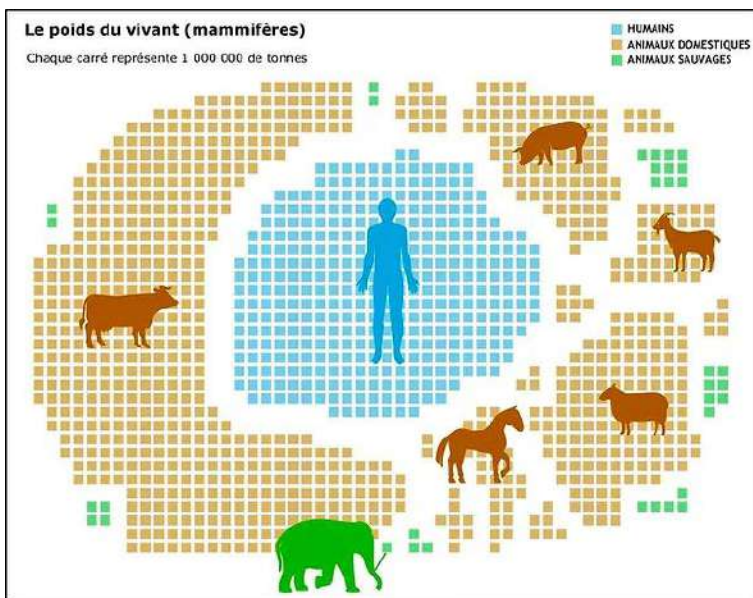 Le poids du vivant (mammifères)
Chaque carré représente 1 000 000 de tonnes
HUMAINS
ANIMAUX DOMESTIQUES
ANIMAUX SAUVAGES